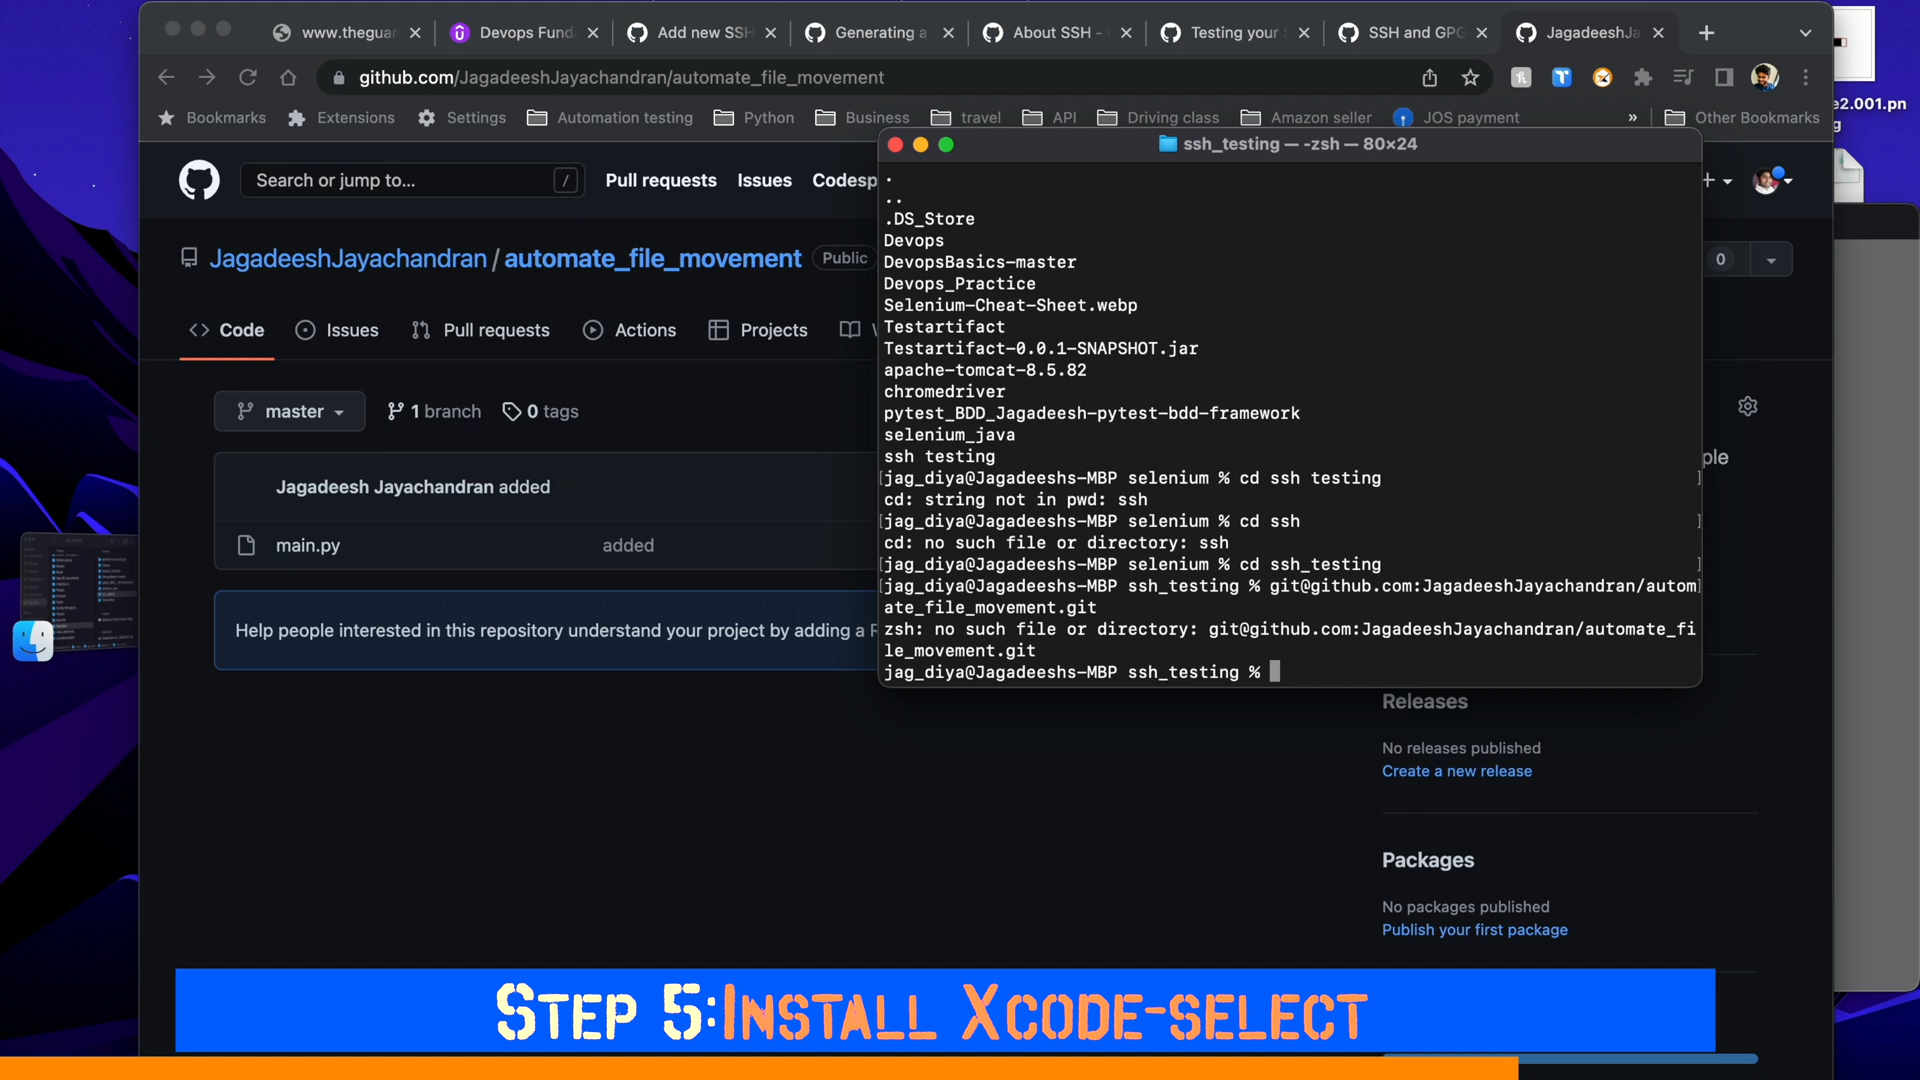 www.theguar
Devops Fund
Add new SSH
Generating a
About SSH -
Testing your S
SSH and GPG
JagadeeshJa
github.com/JagadeeshJayachandran/automate_file_movement
Bookmarks
Extensions
Settings
Automation testing
Python
Business
travel
API
Driving class
Amazon seller
JOS payment
»
Other Bookmarks
e2.001.pn
g
Search or jump to...
/
Pull requests
Issues
Codesp
JagadeeshJayachandran / automate_file_movement
Public
0
Code
Issues
Pull requests
Actions
Projects
W
master
1 branch
0 tags
ple
Jagadeesh Jayachandran added
main.py
added
Help people interested in this repository understand your project by adding a R
ssh_testing — -zsh — 80×24
.
..
.DS_Store
Devops
DevopsBasics-master
Devops_Practice
Selenium-Cheat-Sheet.webp
Testartifact
Testartifact-0.0.1-SNAPSHOT.jar
apache-tomcat-8.5.82
chromedriver
pytest_BDD_Jagadeesh-pytest-bdd-framework
selenium_java
ssh testing
[jag_diya@Jagadeeshs-MBP selenium % cd ssh testing ]
cd: string not in pwd: ssh
[jag_diya@Jagadeeshs-MBP selenium % cd ssh ]
cd: no such file or directory: ssh
[jag_diya@Jagadeeshs-MBP selenium % cd ssh_testing ]
[jag_diya@Jagadeeshs-MBP ssh_testing % git@github.com:JagadeeshJayachandran/autom]
ate_file_movement.git
zsh: no such file or directory: git@github.com:JagadeeshJayachandran/automate_fi
le_movement.git
jag_diya@Jagadeeshs-MBP ssh_testing %
Releases
No releases published
Create a new release
Packages
No packages published
Publish your first package
Step 5:Install Xcode-select